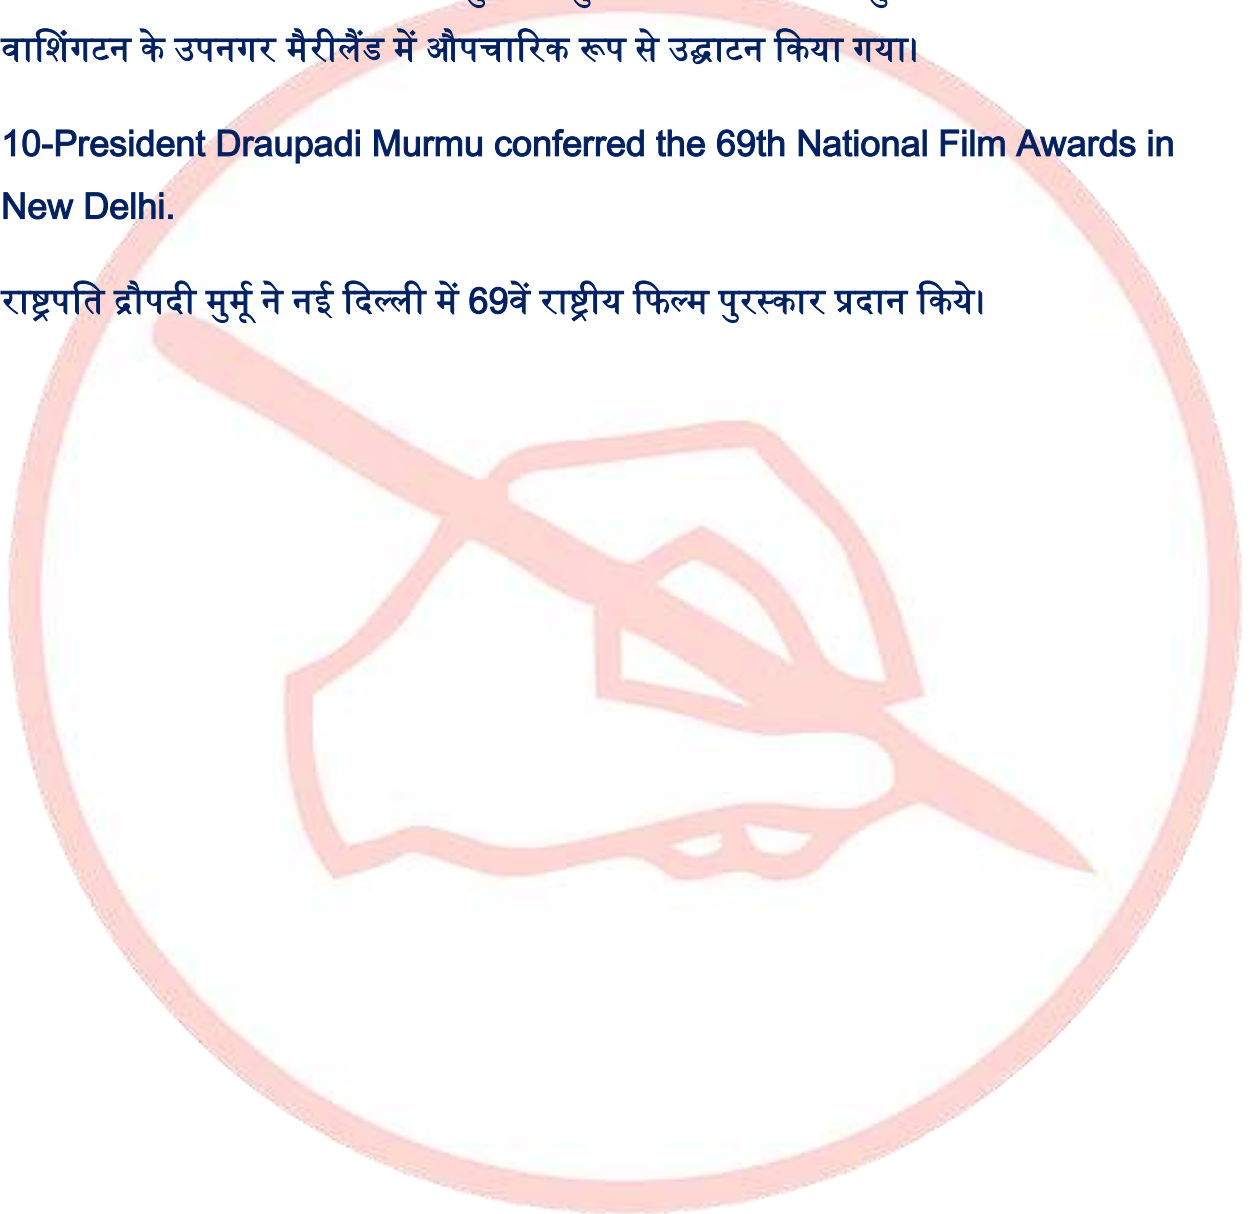 वाशिंगटन के उपनगर मैरीलैंड में औपचारिक रूप से उद्घाटन किया गया।
10-President Draupadi Murmu conferred the 69th National Film Awards in
New Delhi.
राष्ट्रपति द्रौपदी मुर्मू ने नई दिल्ली में 69वें राष्ट्रीय फिल्म पुरस्कार प्रदान किये।